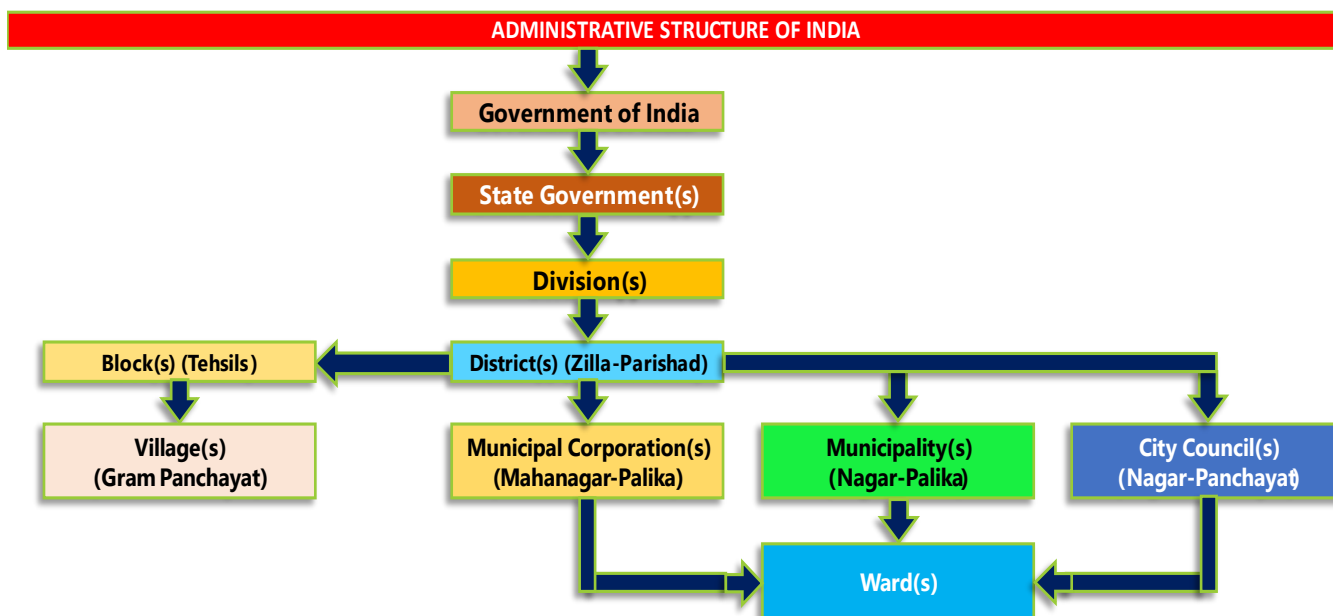 ADMINISTRATIVE STRUCTURE OF INDIA
Government of India
State Government(s)
Division(s)
Block(s) (Tehsils)
District(s) (Zilla-Parishad)
Village(s)
(Gram Panchayat)
Municipal Corporation(s)
(Mahanagar-Palika)
Municipality(s)
(Nagar-Palika)
City Council(s)
(Nagar-Panchayat)
Ward(s)